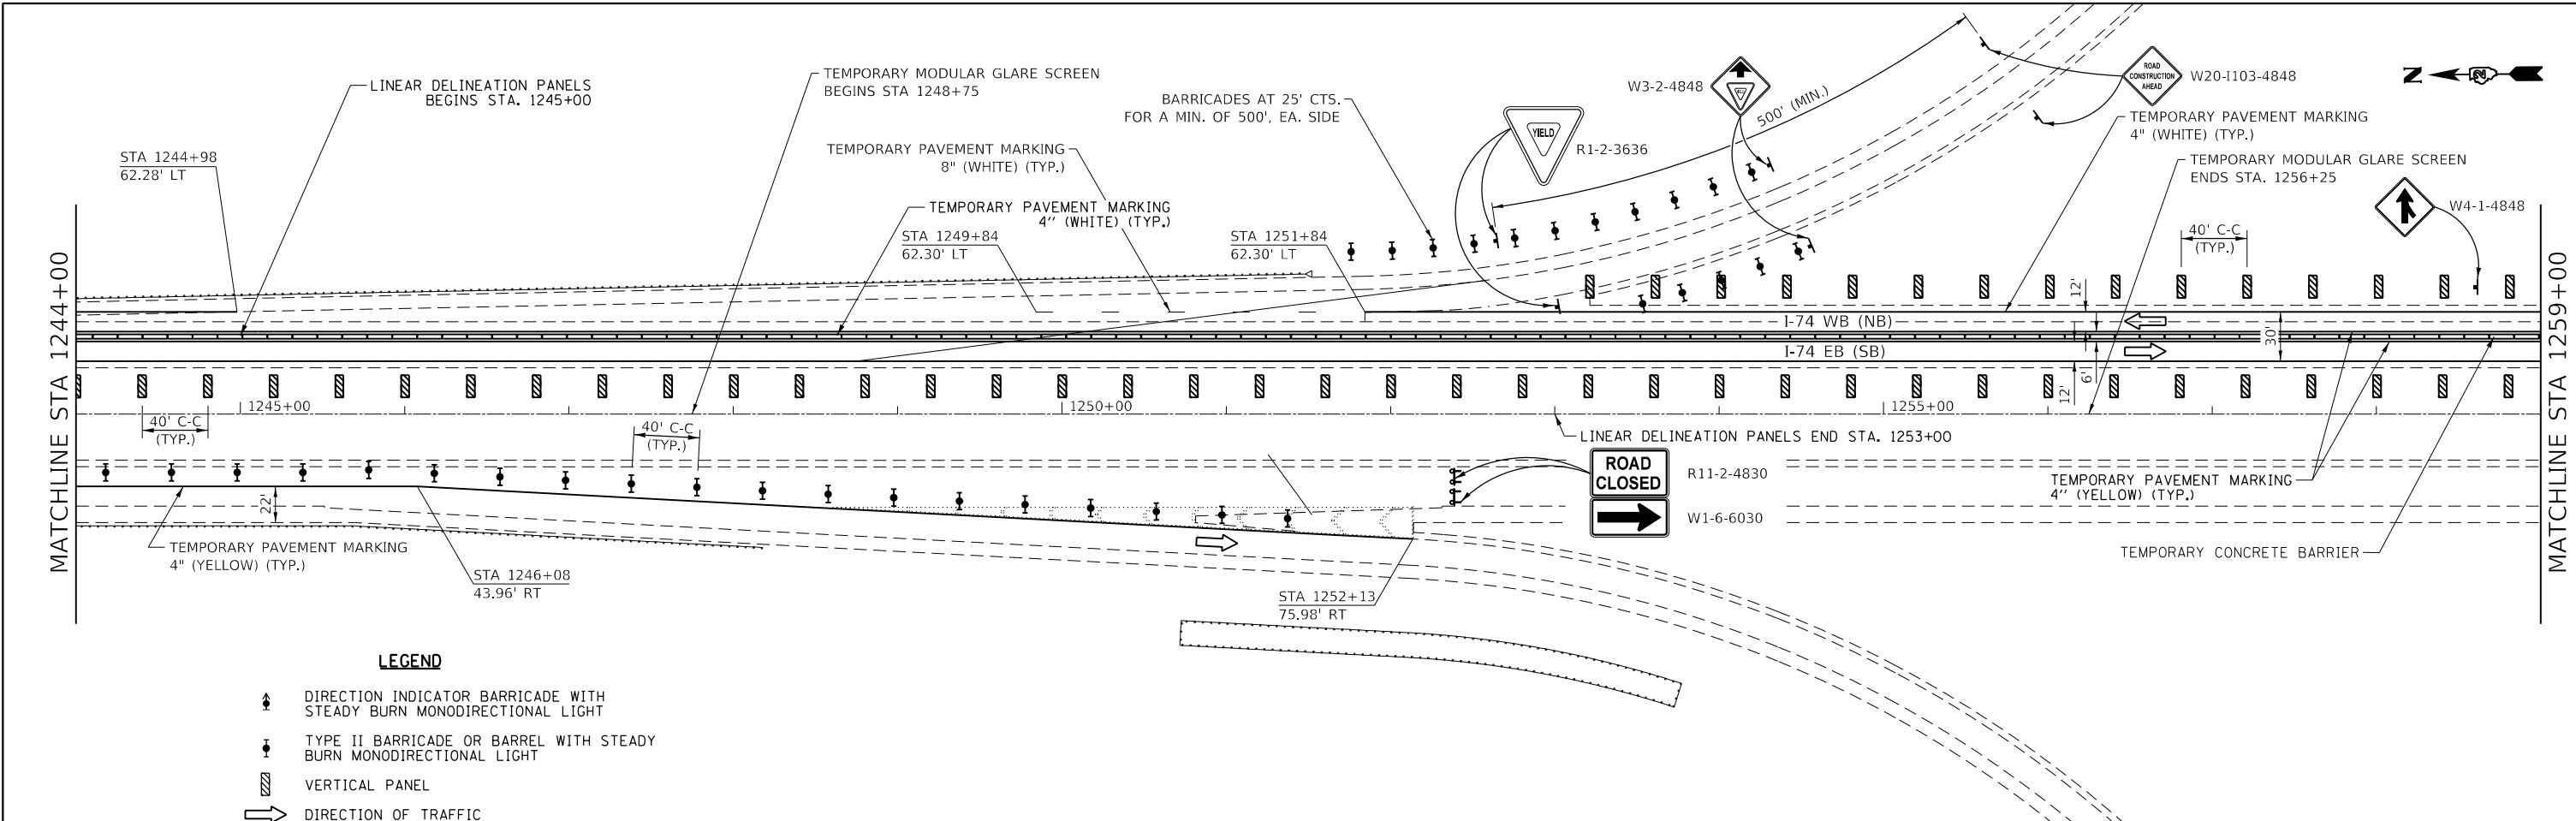 LINEAR DELINEATION PANELS
BEGINS STA. 1245+00
TEMPORARY MODULAR GLARE SCREEN
BEGINS STA 1248+75
BARRICADES AT 25' CTS.
FOR A MIN. OF 500', EA. SIDE
W3-2-4848
500' (MIN.)
ROAD
CONSTRUCTION
AHEAD
W20-I103-4848
N
YIELD
R1-2-3636
TEMPORARY PAVEMENT MARKING
4" (WHITE) (TYP.)
STA 1244+98
62.28' LT
TEMPORARY PAVEMENT MARKING
8" (WHITE) (TYP.)
TEMPORARY PAVEMENT MARKING
4'' (WHITE) (TYP.)
TEMPORARY MODULAR GLARE SCREEN
ENDS STA. 1256+25
W4-1-4848
STA 1249+84
62.30' LT
STA 1251+84
62.30' LT
40' C-C
(TYP.)
MATCHLINE STA 1244+00
MATCHLINE STA 1259+00
I-74 WB (NB)
I-74 EB (SB)
12'
30'
6'
12'
1245+00
1250+00
1255+00
40' C-C
(TYP.)
40' C-C
(TYP.)
LINEAR DELINEATION PANELS END STA. 1253+00
ROAD
CLOSED
R11-2-4830
W1-6-6030
22'
TEMPORARY PAVEMENT MARKING
4'' (YELLOW) (TYP.)
TEMPORARY PAVEMENT MARKING
4" (YELLOW) (TYP.)
TEMPORARY CONCRETE BARRIER
STA 1246+08
43.96' RT
STA 1252+13
75.98' RT
LEGEND
DIRECTION INDICATOR BARRICADE WITH
STEADY BURN MONODIRECTIONAL LIGHT
TYPE II BARRICADE OR BARREL WITH STEADY
BURN MONODIRECTIONAL LIGHT
VERTICAL PANEL
DIRECTION OF TRAFFIC